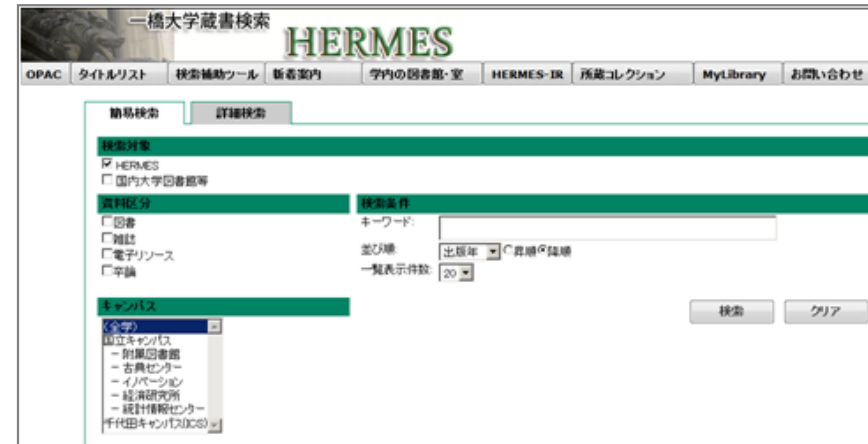 一橋大学蔵書検索
HERMES
OPAC タイトルリスト 検索補助ツール 新着案内 学内の図書館・室 HERMES-IR 所蔵コレクション MyLibrary お問い合わせ
簡易検索 詳細検索
検索対象
HERMES
国内大学図書館等
資料区分 検索条件
図書 キーワード:
雑誌
電子リソース 並び順: 出版年 昇順 降順
卒論 一覧表示件数: 20
キャンパス 検索 クリア
(全学)
国立キャンパス
－附属図書館
－古典センター
－イノベーション
－経済研究所
－統計情報センター
千代田キャンパス(ICS)